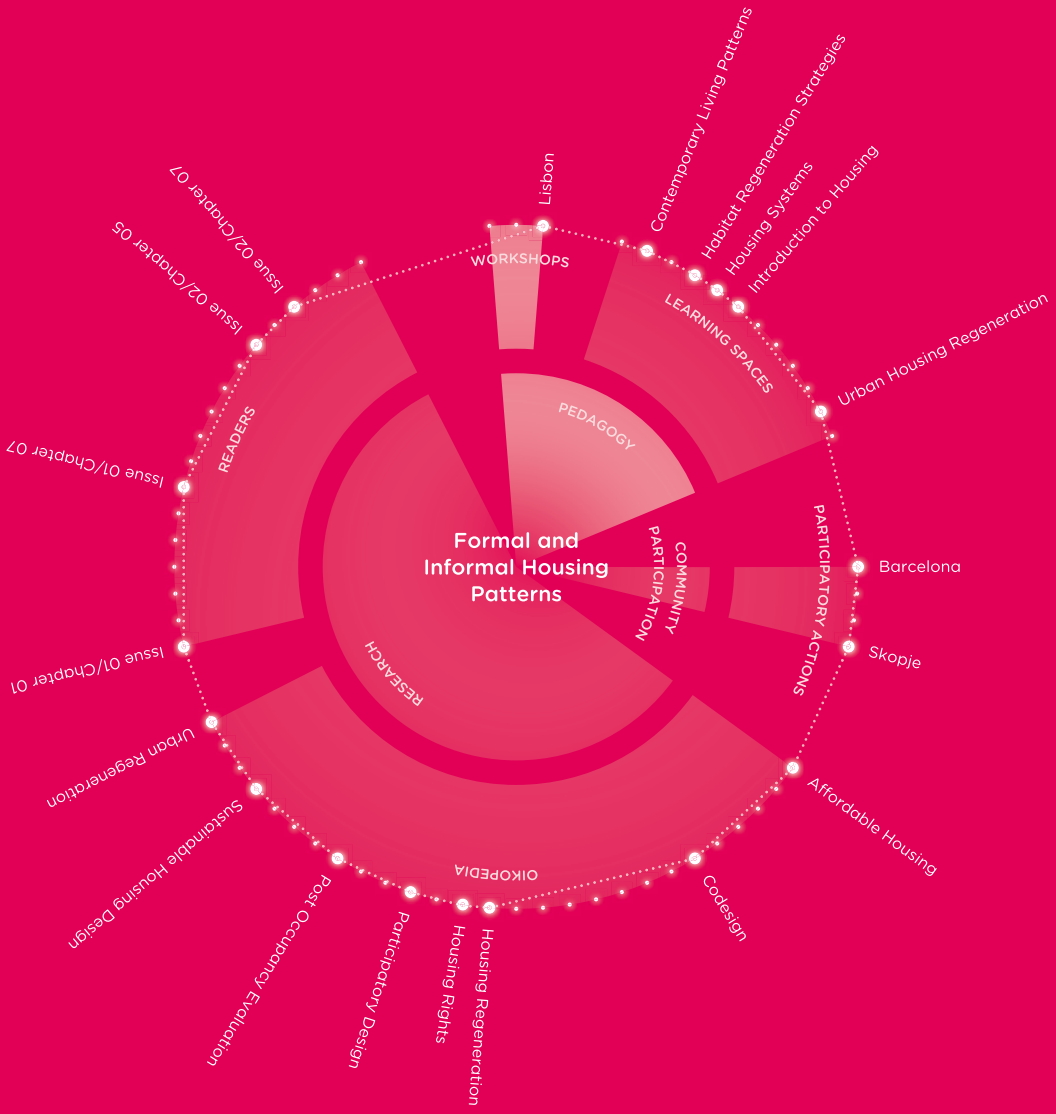 Formal and
Informal Housing
Patterns
PEDAGOGY
COMMUNITY
PARTICIPATION
RESEARCH
WORKSHOPS
LEARNING SPACES
PARTICIPATORY ACTIONS
OIKOPEDIA
READERS
Lisbon
Contemporary Living Patterns
Habitat Regeneration Strategies
Housing Systems
Introduction to Housing
Urban Housing Regeneration
Barcelona
Skopje
Affordable Housing
Codesign
Housing Regeneration
Housing Rights
Participatory Design
Post Occupancy Evaluation
Sustainable Housing Design
Urban Regeneration
Issue 01/Chapter 01
Issue 01/Chapter 07
Issue 02/Chapter 05
Issue 02/Chapter 07